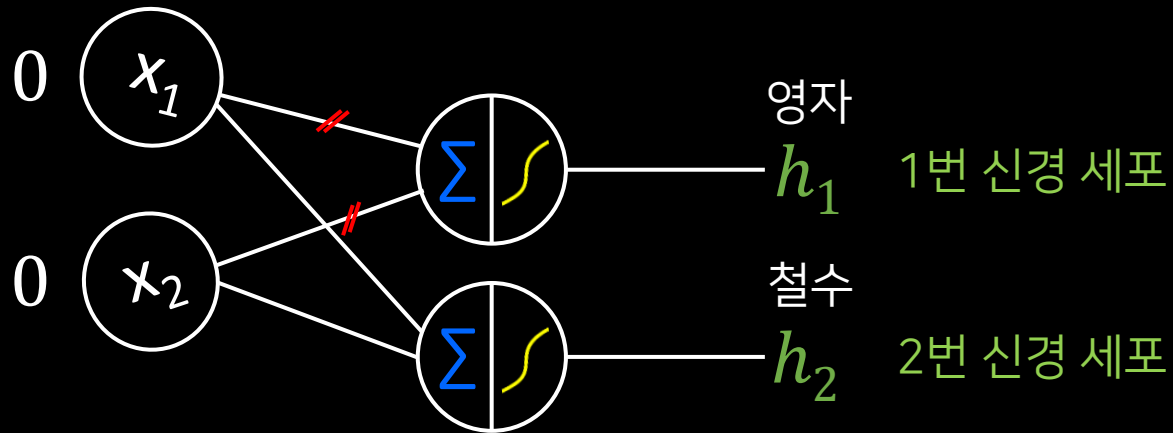 0 x₁
영자
∑ ∫ h₁ 1번 신경 세포
0 x₂
철수
∑ ∫ h₂ 2번 신경 세포